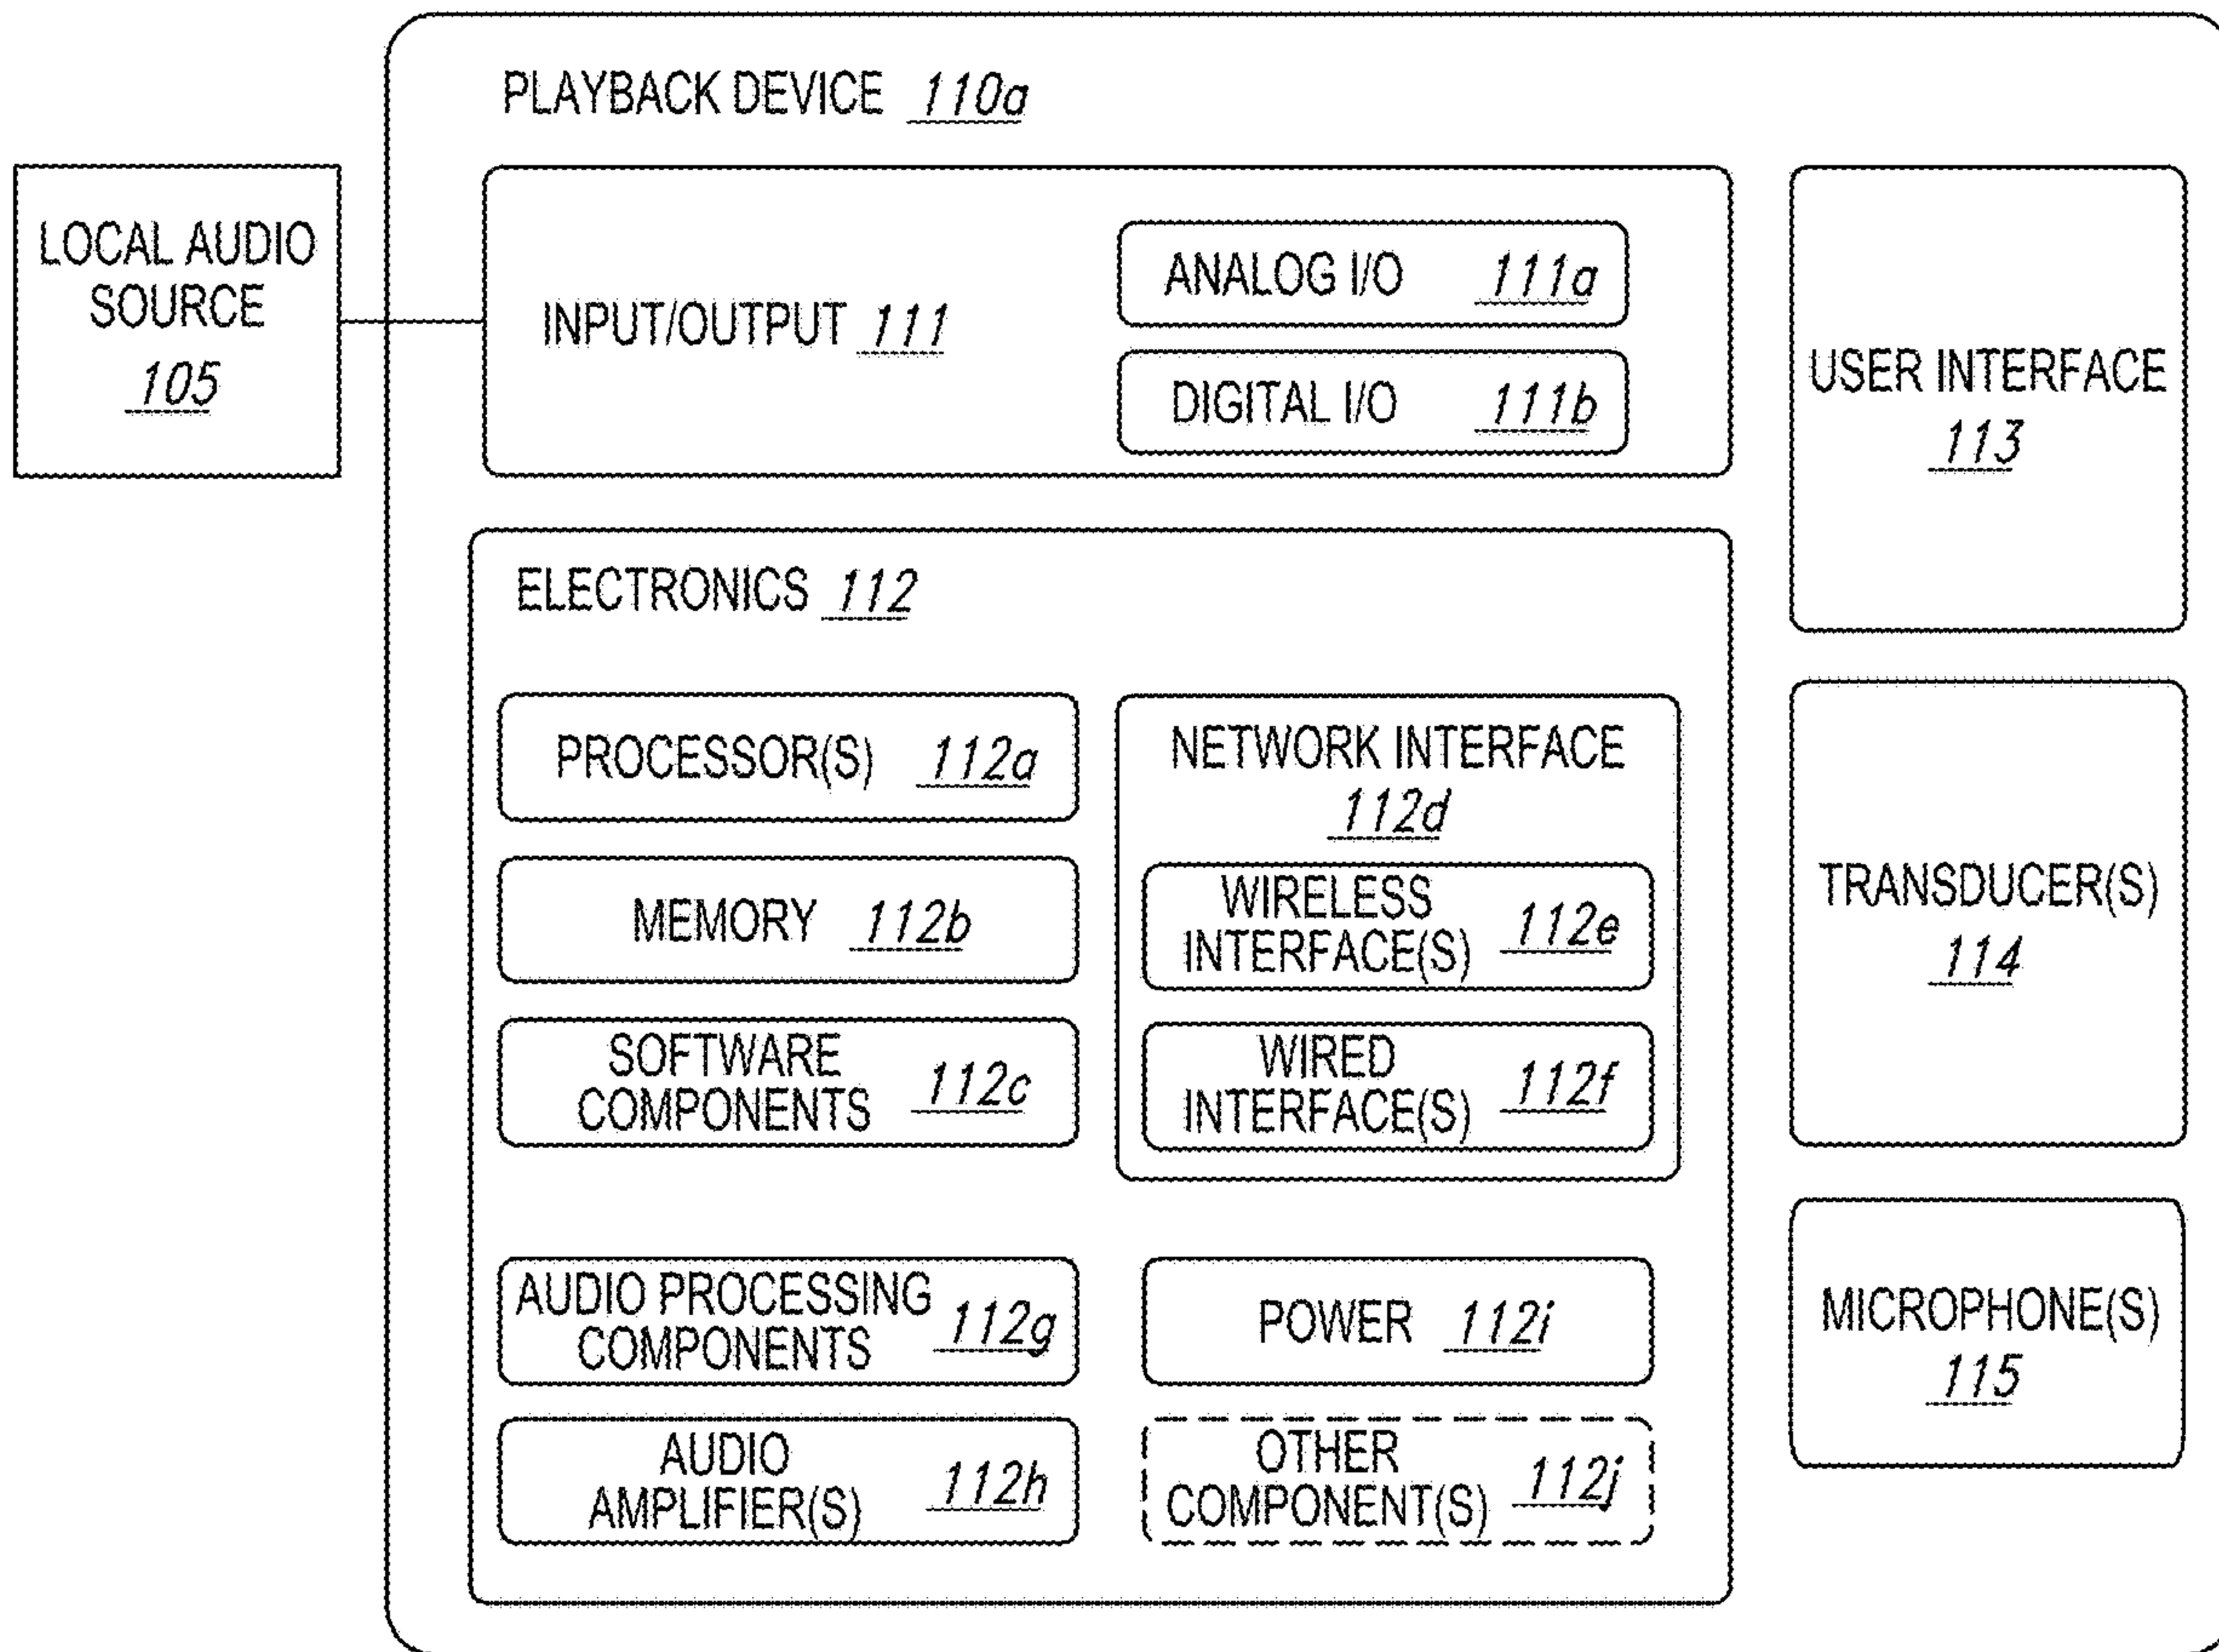 PLAYBACK DEVICE 110a
LOCAL AUDIO
SOURCE
105
INPUT/OUTPUT 111
ANALOG I/O 111a
DIGITAL I/O 111b
USER INTERFACE
113
ELECTRONICS 112
PROCESSOR(S) 112a
MEMORY 112b
SOFTWARE
COMPONENTS 112c
NETWORK INTERFACE
112d
WIRELESS
INTERFACE(S) 112e
WIRED
INTERFACE(S) 112f
AUDIO PROCESSING
COMPONENTS 112g
POWER 112i
AUDIO
AMPLIFIER(S) 112h
OTHER
COMPONENT(S) 112j
TRANSDUCER(S)
114
MICROPHONE(S)
115